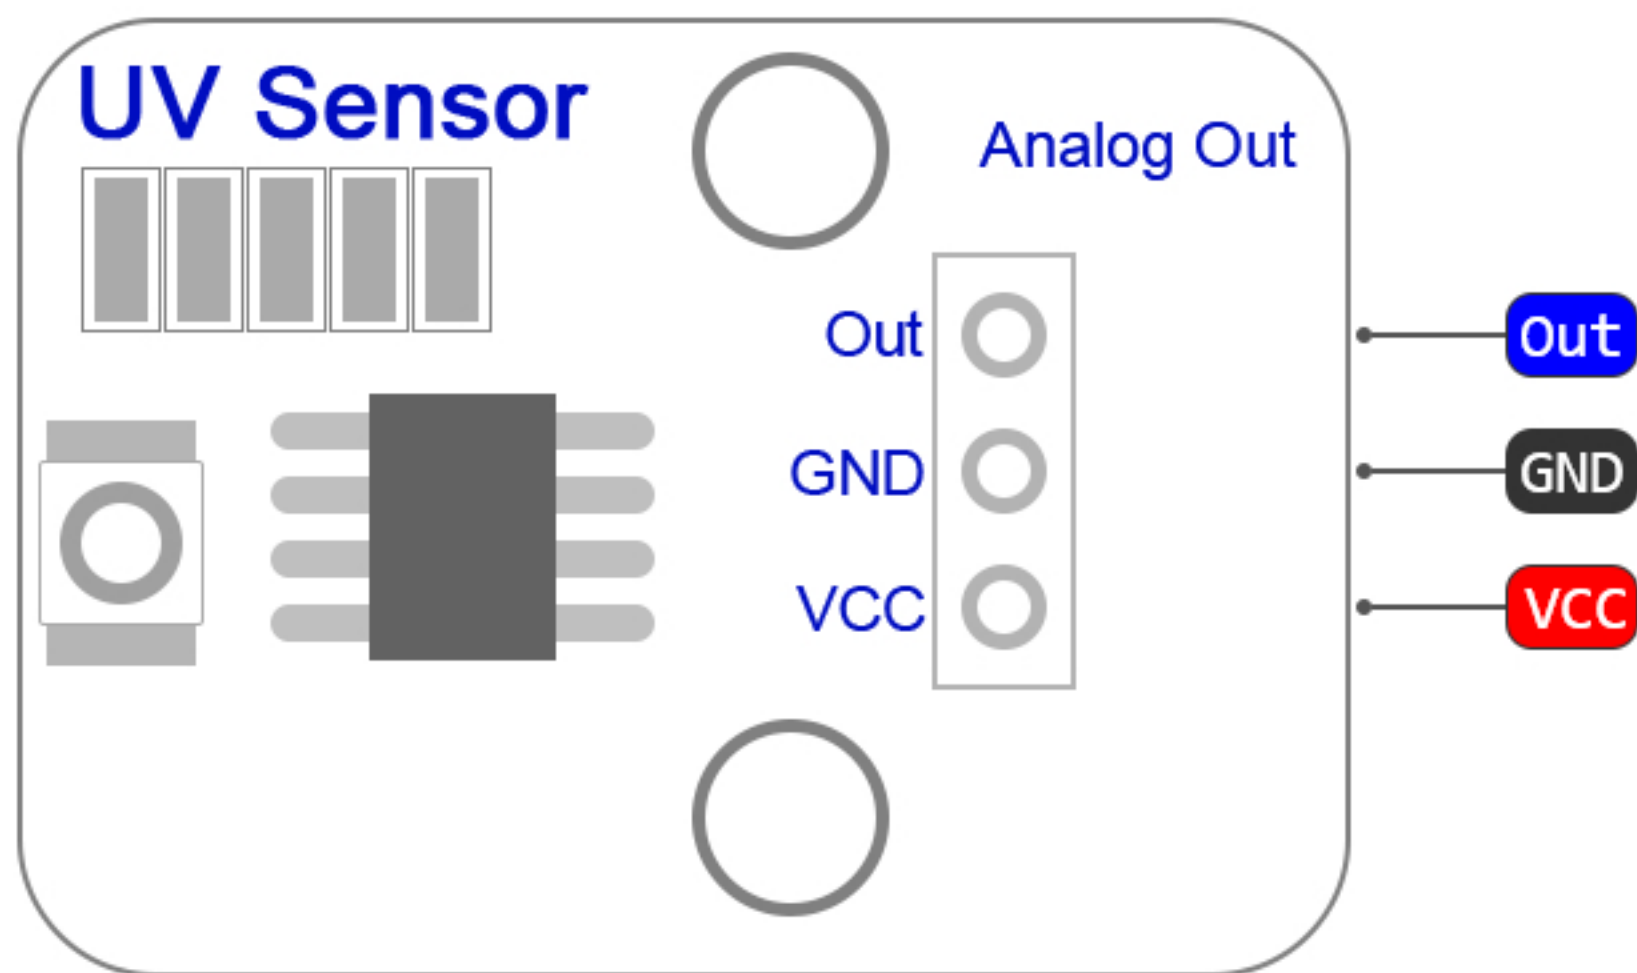 UV Sensor
Analog Out
Out
Out
GND
GND
VCC
VCC